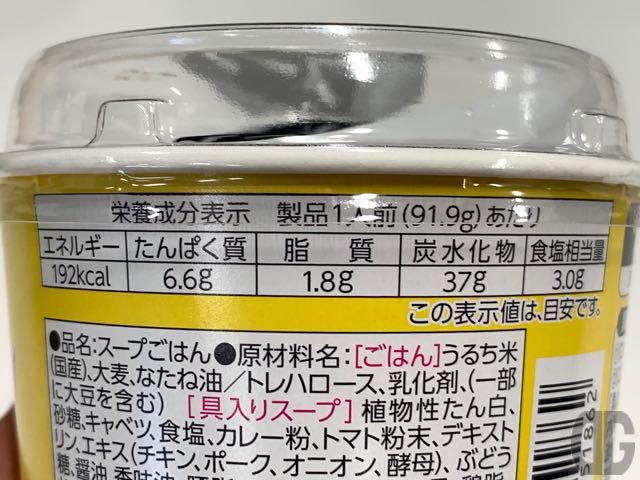 栄養成分表示 製品1人前(91.9g)あたり
エネルギー たんぱく質 脂質 炭水化物 食塩相当量
192kcal 6.6g 1.8g 37g 3.0g
この表示値は、目安です。
●品名:スープごはん●原材料名:[ごはん]うるち米
(国産)、大麦、なたね油/トレハロース、乳化剤、(一部
に大豆を含む) [具入りスープ]植物性たん白、
砂糖、キャベツ、食塩、カレー粉、トマト粉末、デキスト
リン、エキス(チキン、ポーク、オニオン、酵母)、ぶどう
糖、醤油、香味油
51862